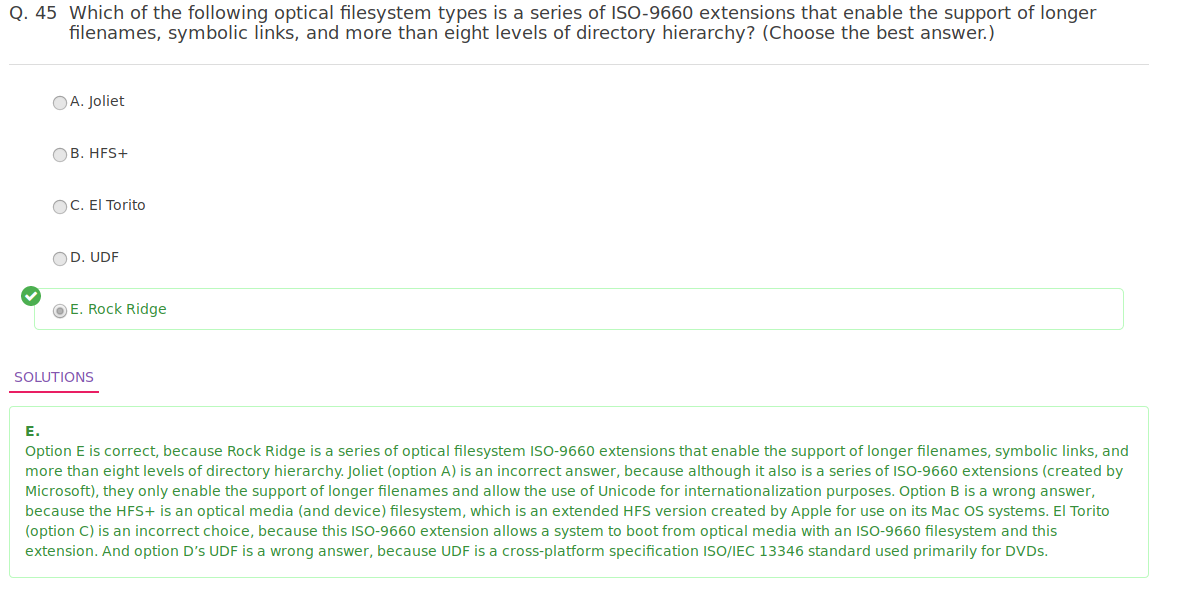 Q. 45 Which of the following optical filesystem types is a series of ISO-9660 extensions that enable the support of longer
filenames, symbolic links, and more than eight levels of directory hierarchy? (Choose the best answer.)
A. Joliet
B. HFS+
C. El Torito
D. UDF
E. Rock Ridge
SOLUTIONS
E.
Option E is correct, because Rock Ridge is a series of optical filesystem ISO-9660 extensions that enable the support of longer filenames, symbolic links, and
more than eight levels of directory hierarchy. Joliet (option A) is an incorrect answer, because although it also is a series of ISO-9660 extensions (created by
Microsoft), they only enable the support of longer filenames and allow the use of Unicode for internationalization purposes. Option B is a wrong answer,
because the HFS+ is an optical media (and device) filesystem, which is an extended HFS version created by Apple for use on its Mac OS systems. El Torito
(option C) is an incorrect choice, because this ISO-9660 extension allows a system to boot from optical media with an ISO-9660 filesystem and this
extension. And option D’s UDF is a wrong answer, because UDF is a cross-platform specification ISO/IEC 13346 standard used primarily for DVDs.